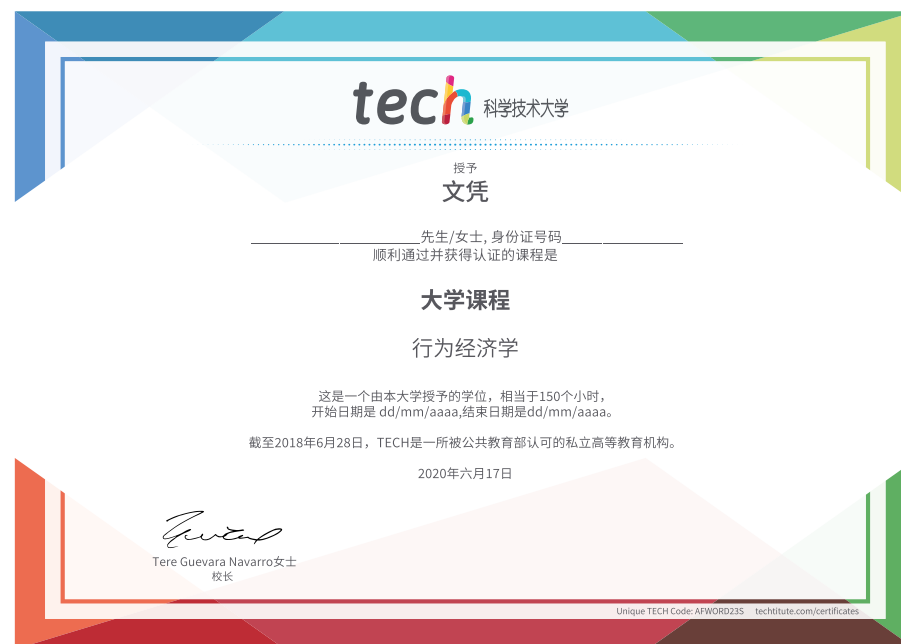 tech 科学技术大学
授予
文凭
先生/女士, 身份证号码
顺利通过并获得认证的课程是
大学课程
行为经济学
这是一个由本大学授予的学位，相当于150个小时，
开始日期是 dd/mm/aaaa,结束日期是dd/mm/aaaa。
截至2018年6月28日，TECH是一所被公共教育部认可的私立高等教育机构。
2020年六月17日
Tere Guevara Navarro女士
校长
Unique TECH Code: AFWORD23S techtitute.com/certificates